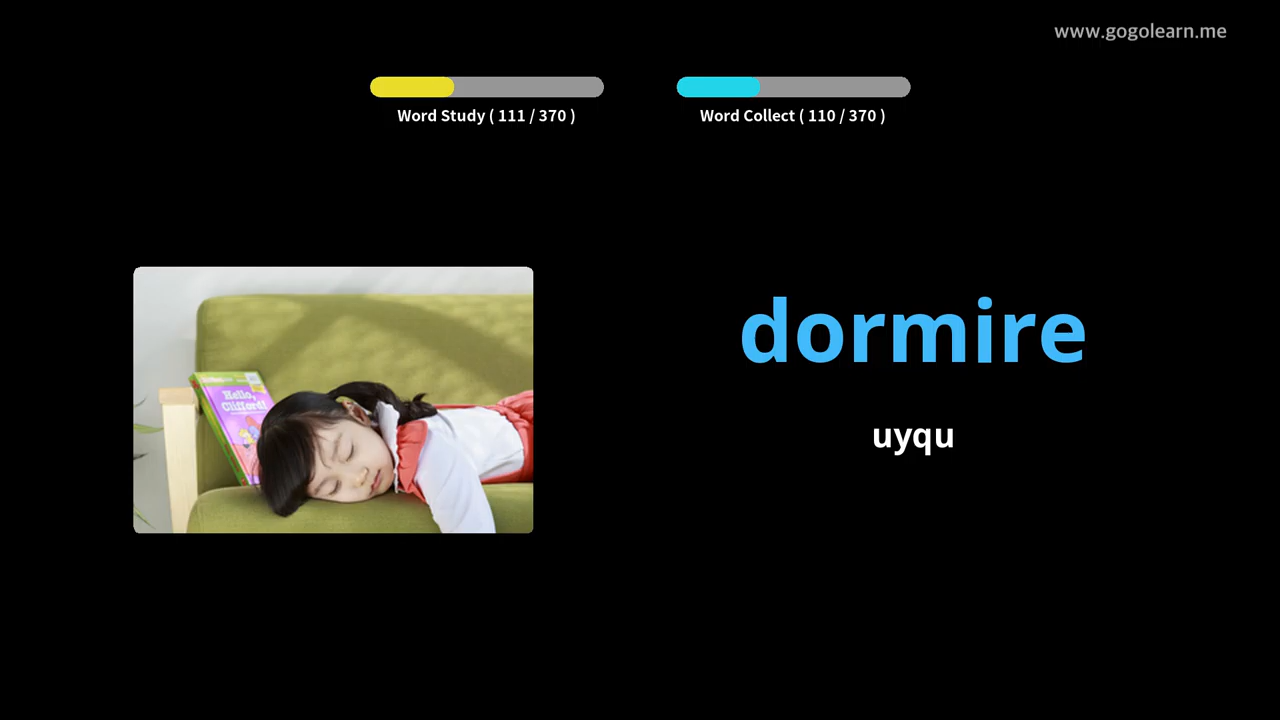 www.gogolearn.me
Word Study ( 111 / 370 )
Word Collect ( 110 / 370 )
Hello,
Clifford!
dormire
uyqu